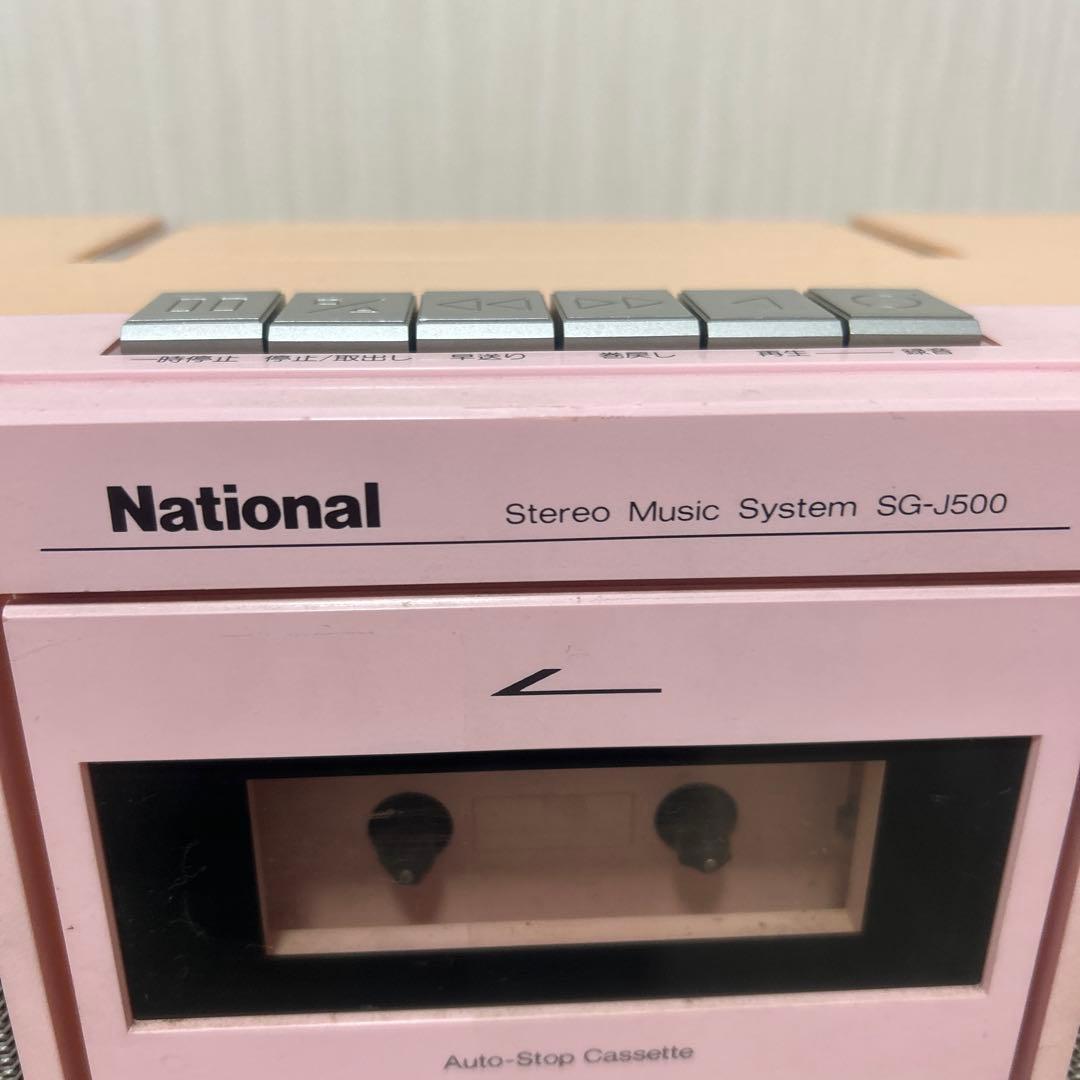 一時停止 停止/取出し 早送り 巻戻し 再生 録音
National Stereo Music System SG-J500
Auto-Stop Cassette